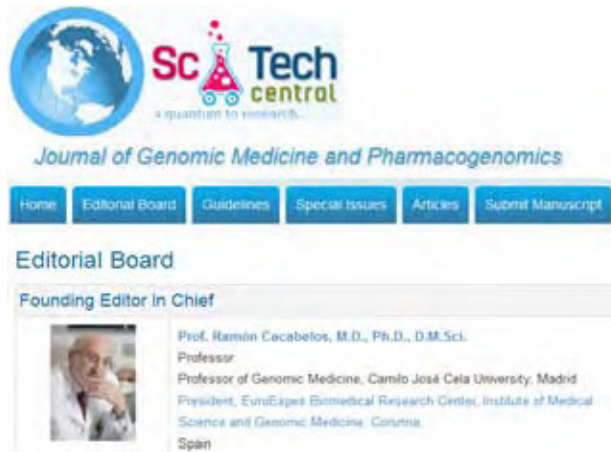 Sc Tech
central
a quantum to research...
Journal of Genomic Medicine and Pharmacogenomics
Home Editorial Board Guidelines Special Issues Articles Submit Manuscript
Editorial Board
Founding Editor In Chief
Prof. Ramón Cacabelos, M.D., Ph.D., D.M.Sci.
Professor
Professor of Genomic Medicine, Camilo José Cela University, Madrid
President, EuroEspes Biomedical Research Center, Institute of Medical
Science and Genomic Medicine, Corunna
Spain